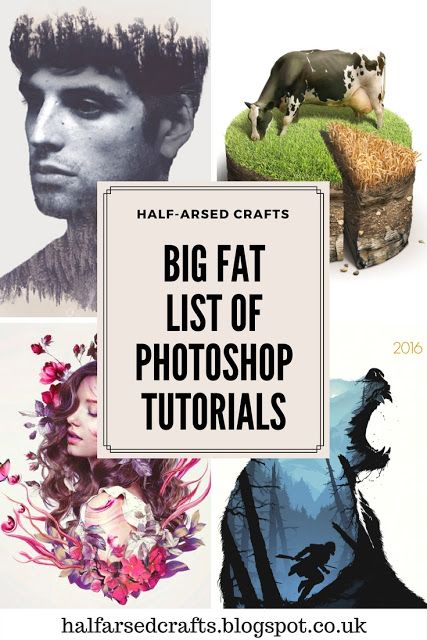 HALF-ARSED CRAFTS
BIG FAT
LIST OF
PHOTOSHOP
TUTORIALS
2016
halfarsedcrafts.blogspot.co.uk